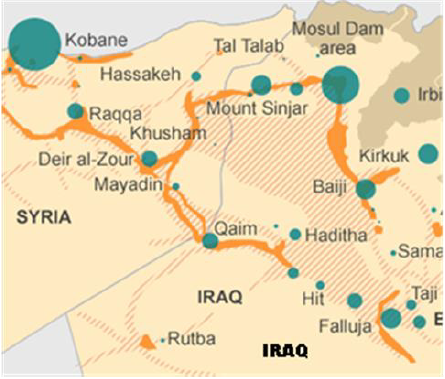 Kobane
Mosul Dam
area
Tal Talab
Hassakeh
Mount Sinjar
Irbi
Raqqa
Khusham
Deir al-Zour
Mayadin
Kirkuk
Baiji
SYRIA
Qaim
Haditha
Sama
IRAQ
Hit
Taji
Falluja
E
Rutba
IRAQ